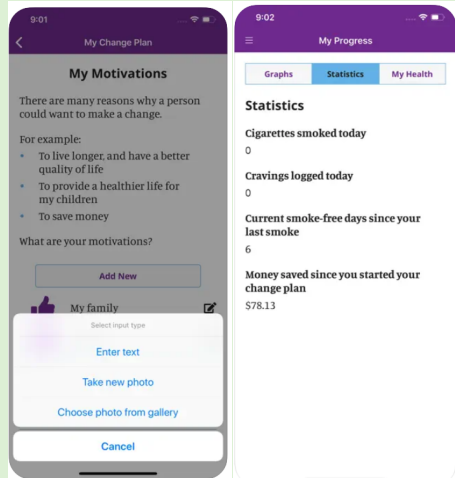 9:01
My Change Plan
My Motivations
There are many reasons why a person
could want to make a change.
For example:
• To live longer, and have a better
quality of life
• To provide a healthier life for
my children
• To save money
What are your motivations?
Add New
My family
Select input type
Enter text
Take new photo
Choose photo from gallery
Cancel
9:02
My Progress
Graphs
Statistics
My Health
Statistics
Cigarettes smoked today
0
Cravings logged today
0
Current smoke-free days since your
last smoke
6
Money saved since you started your
change plan
$78.13